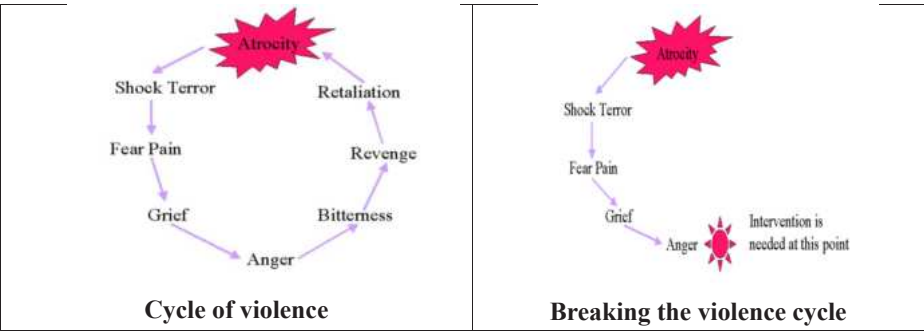 Atrocity
Shock Terror
Fear Pain
Grief
Anger
Bitterness
Revenge
Retaliation
Cycle of violence
Atrocity
Shock Terror
Fear Pain
Grief
Anger
Intervention is
needed at this point
Breaking the violence cycle